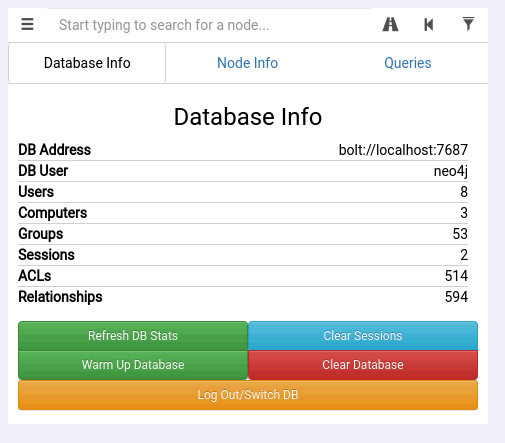 Start typing to search for a node...
Database Info Node Info Queries
Database Info
DB Address bolt://localhost:7687
DB User neo4j
Users 8
Computers 3
Groups 53
Sessions 2
ACLs 514
Relationships 594
Refresh DB Stats Clear Sessions
Warm Up Database Clear Database
Log Out/Switch DB